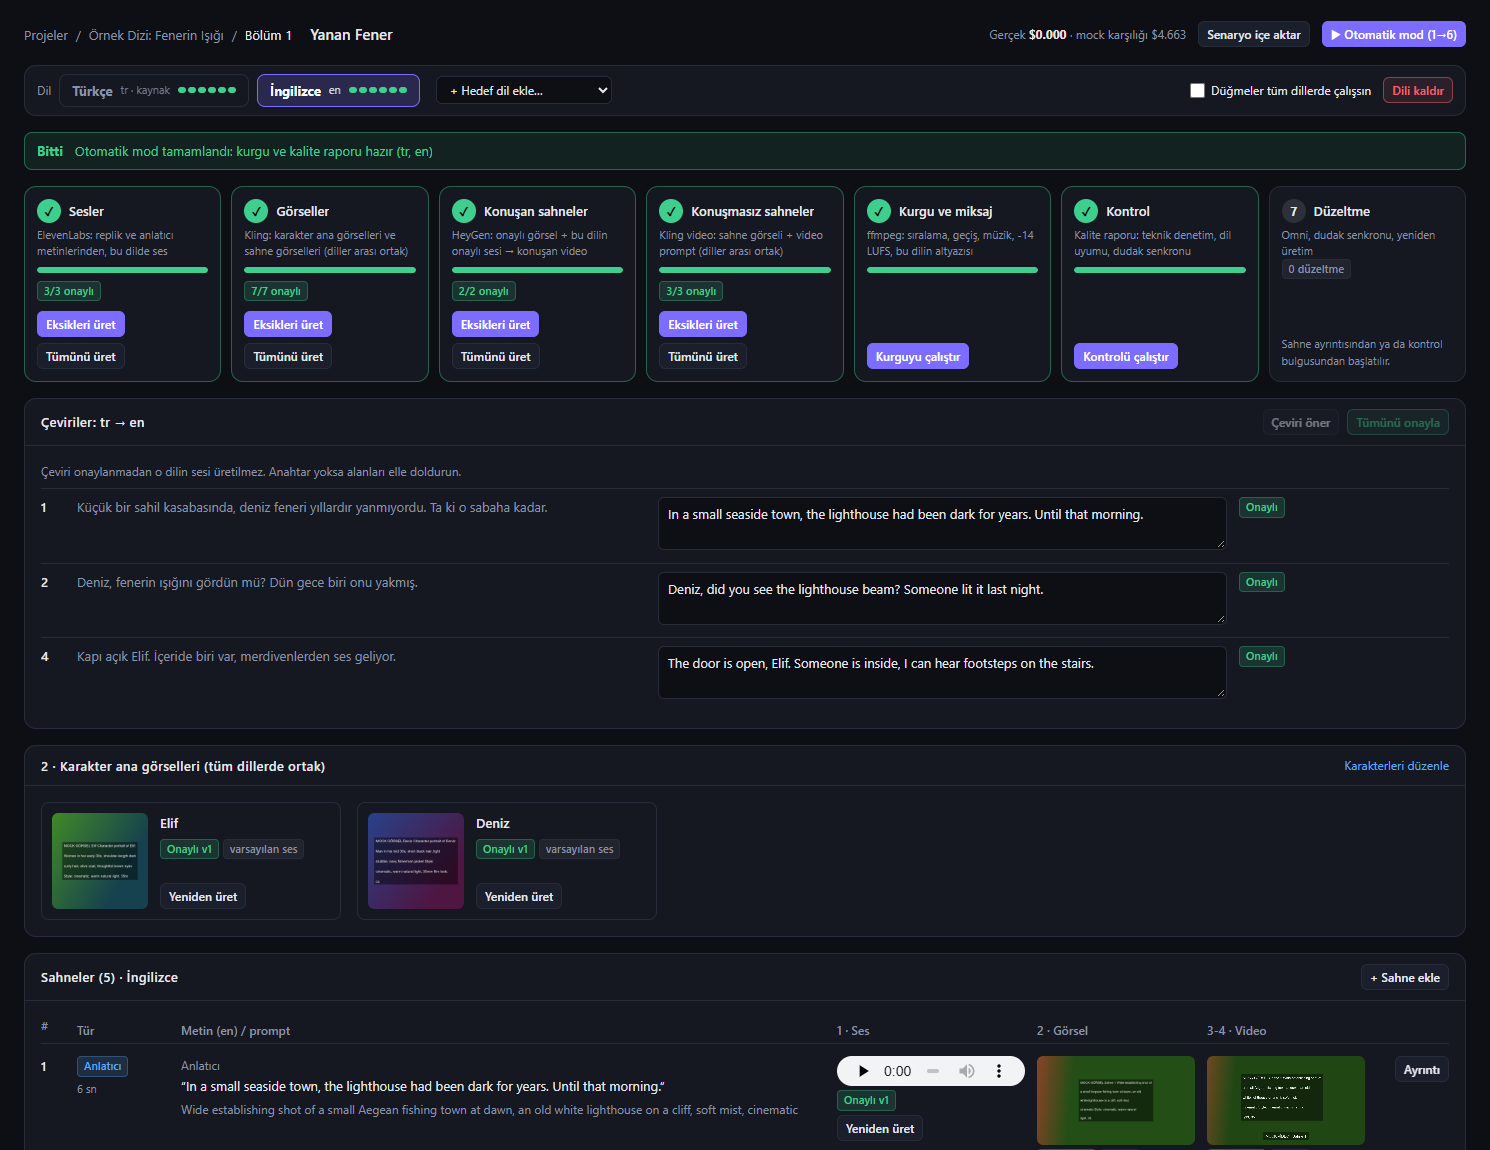 Projeler / Örnek Dizi: Fenerin Işığı / Bölüm 1 Yanan Fener
Gerçek $0.000 · mock karşılığı $4.663
Senaryo içe aktar
▶ Otomatik mod (1→6)
Dil
Türkçe tr · kaynak
İngilizce en
+ Hedef dil ekle...
Düğmeler tüm dillerde çalışsın
Dili kaldır
Bitti Otomatik mod tamamlandı: kurgu ve kalite raporu hazır (tr, en)
✓ Sesler
ElevenLabs: replik ve anlatıcı
metinlerinden, bu dilde ses
3/3 onaylı
Eksikleri üret
Tümünü üret
✓ Görseller
Kling: karakter ana görselleri ve
sahne görselleri (diller arası ortak)
7/7 onaylı
Eksikleri üret
Tümünü üret
✓ Konuşan sahneler
HeyGen: onaylı görsel + bu dilin
onaylı sesi → konuşan video
2/2 onaylı
Eksikleri üret
Tümünü üret
✓ Konuşmasız sahneler
Kling video: sahne görseli + video
prompt (diller arası ortak)
3/3 onaylı
Eksikleri üret
Tümünü üret
✓ Kurgu ve miksaj
ffmpeg: sıralama, geçiş, müzik, -14
LUFS, bu dilin altyazısı
Kurguyu çalıştır
✓ Kontrol
Kalite raporu: teknik denetim, dil
uyumu, dudak senkronu
Kontrolü çalıştır
7 Düzeltme
Omni, dudak senkronu, yeniden
üretim
0 düzeltme
Sahne ayrıntısından ya da kontrol
bulgusundan başlatılır.
Çeviriler: tr → en
Çeviri öner
Tümünü onayla
Çeviri onaylanmadan o dilin sesi üretilmez. Anahtar yoksa alanları elle doldurun.
1 Küçük bir sahil kasabasında, deniz feneri yıllardır yanmıyordu. Ta ki o sabaha kadar.
In a small seaside town, the lighthouse had been dark for years. Until that morning.
Onaylı
2 Deniz, fenerin ışığını gördün mü? Dün gece biri onu yakmış.
Deniz, did you see the lighthouse beam? Someone lit it last night.
Onaylı
4 Kapı açık Elif. İçeride biri var, merdivenlerden ses geliyor.
The door is open, Elif. Someone is inside, I can hear footsteps on the stairs.
Onaylı
2 · Karakter ana görselleri (tüm dillerde ortak)
Karakterleri düzenle
Elif
Onaylı v1 varsayılan ses
Yeniden üret
Deniz
Onaylı v1 varsayılan ses
Yeniden üret
Sahneler (5) · İngilizce
+ Sahne ekle
# Tür Metin (en) / prompt 1 · Ses 2 · Görsel 3-4 · Video
1 Anlatıcı
6 sn
Anlatıcı
“In a small seaside town, the lighthouse had been dark for years. Until that morning.”
Wide establishing shot of a small Aegean fishing town at dawn, an old white lighthouse on a cliff, soft mist, cinematic
0:00
Onaylı v1
Yeniden üret
Ayrıntı